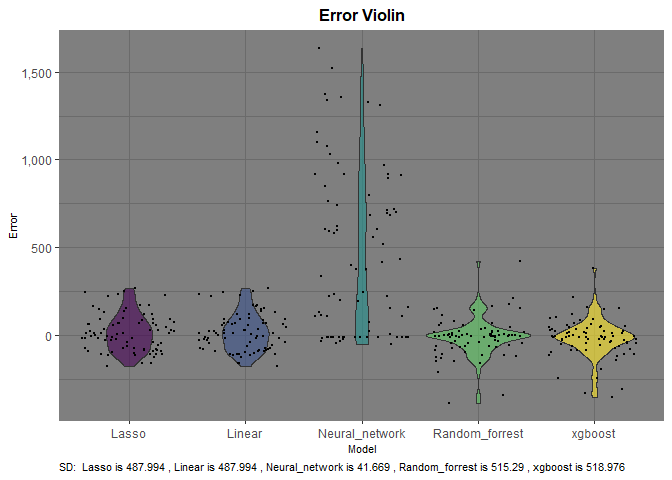 Error Violin
1,500
1,000
500
0
Error
Lasso Linear Neural_network Random_forrest xgboost
Model
SD: Lasso is 487.994 , Linear is 487.994 , Neural_network is 41.669 , Random_forrest is 515.29 , xgboost is 518.976